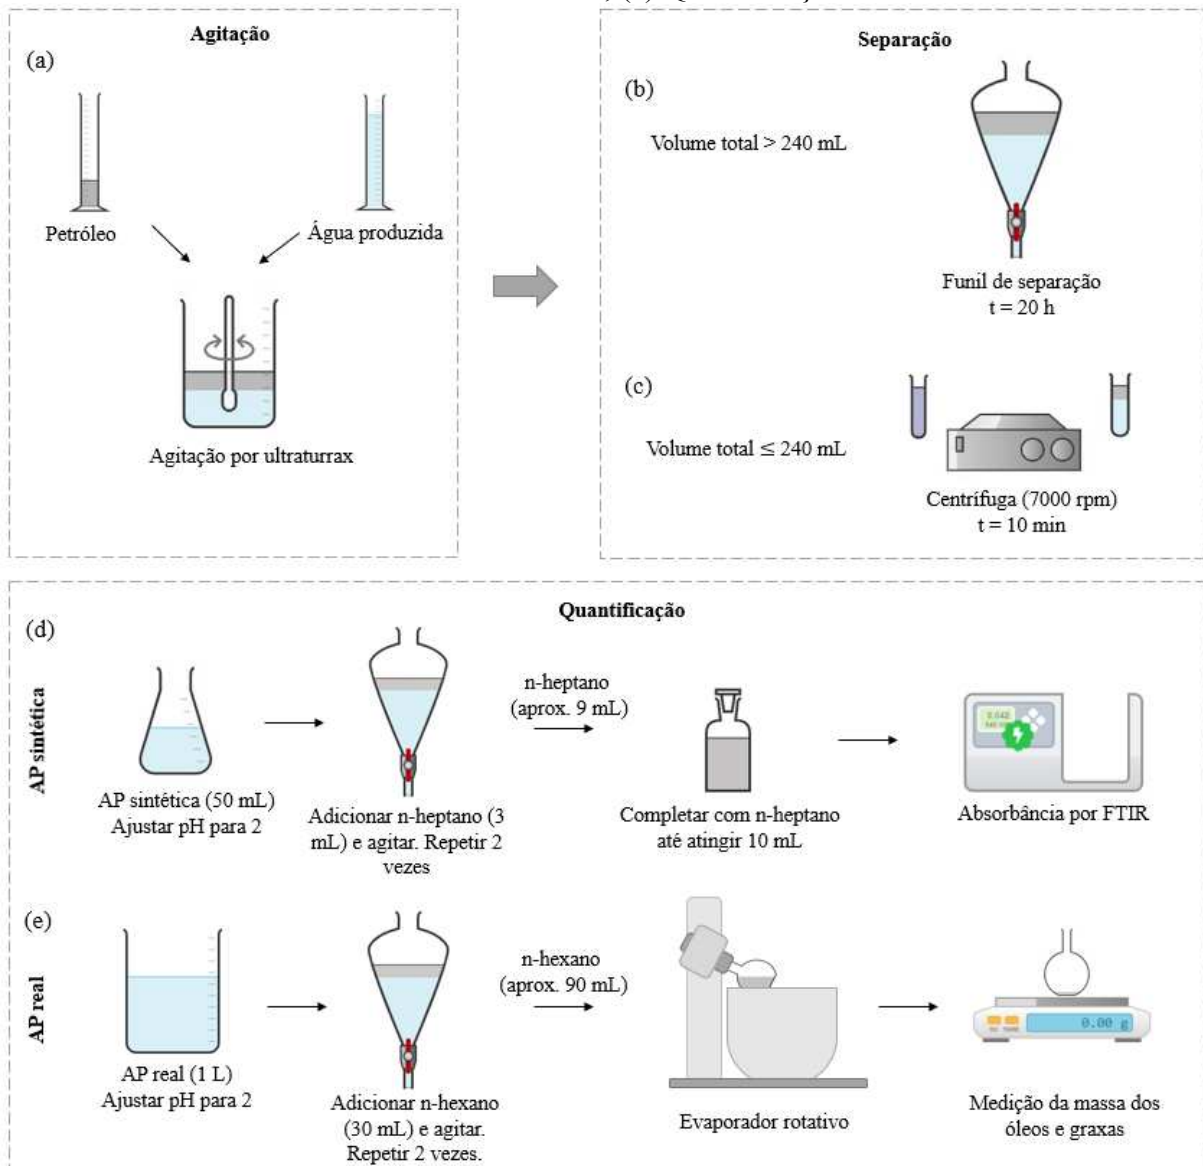 Agitação
(a)
Petróleo
Água produzida
Agitação por ultraturrax
Separação
(b)
Volume total > 240 mL
Funil de separação
t = 20 h
(c)
Volume total ≤ 240 mL
Centrífuga (7000 rpm)
t = 10 min
Quantificação
(d)
AP sintética
AP sintética (50 mL)
Ajustar pH para 2
Adicionar n-heptano (3
mL) e agitar. Repetir 2
vezes
n-heptano
(aprox. 9 mL)
Completar com n-heptano
até atingir 10 mL
Absorbância por FTIR
(e)
AP real
AP real (1 L)
Ajustar pH para 2
Adicionar n-hexano
(30 mL) e agitar.
Repetir 2 vezes.
n-hexano
(aprox. 90 mL)
Evaporador rotativo
0.00 g
Medição da massa dos
óleos e graxas